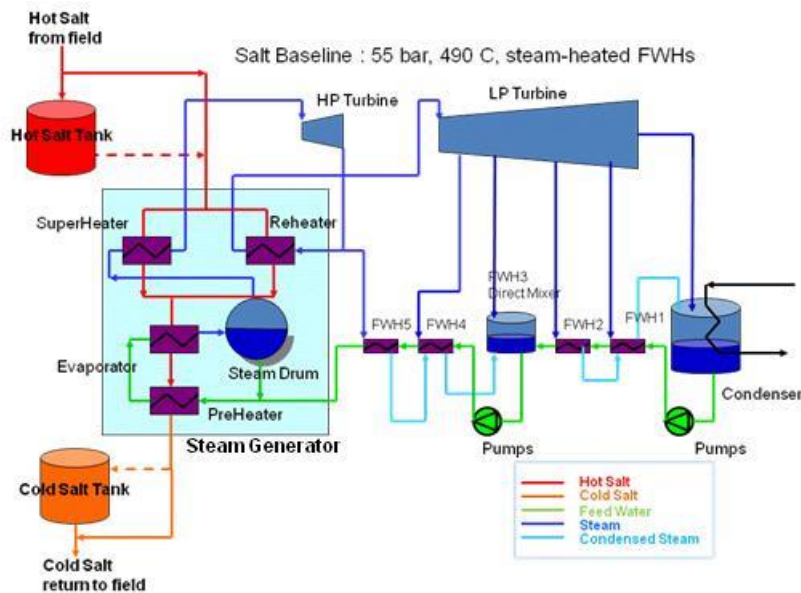 Hot Salt
from field
Salt Baseline : 55 bar, 490 C, steam-heated FWHs
HP Turbine
LP Turbine
Hot Salt Tank
SuperHeater
Reheater
FWH3
Direct Mixer
FWH5
FWH4
FWH2
FWH1
Evaporator
Steam Drum
Condenser
PreHeater
Steam Generator
Pumps
Pumps
Cold Salt Tank
Hot Salt
Cold Salt
Feed Water
Steam
Condensed Steam
Cold Salt
return to field